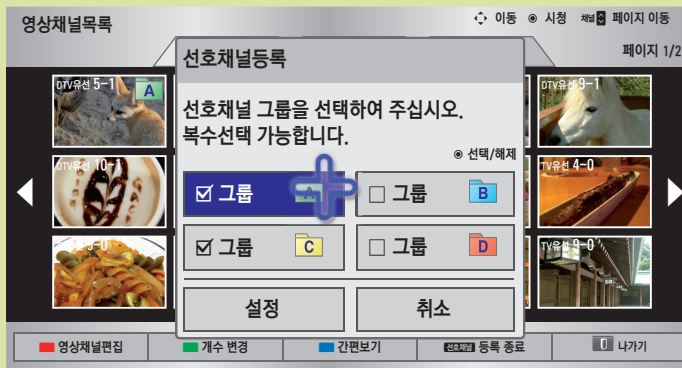 영상채널목록
이동 ◉ 시청 채널 페이지 이동
페이지 1/2
선호채널등록
DTV유선 5-1 A
DTV유선 9-1
선호채널 그룹을 선택하여 주십시오.
복수선택 가능합니다.
◉ 선택/해제
DTV유선 10-1
DTV유선 4-0
☑ 그룹 A
☐ 그룹 B
☑ 그룹 C
☐ 그룹 D
9-0
설정
취소
영상채널편집
개수 변경
간편보기
선호채널 등록 종료
나가기